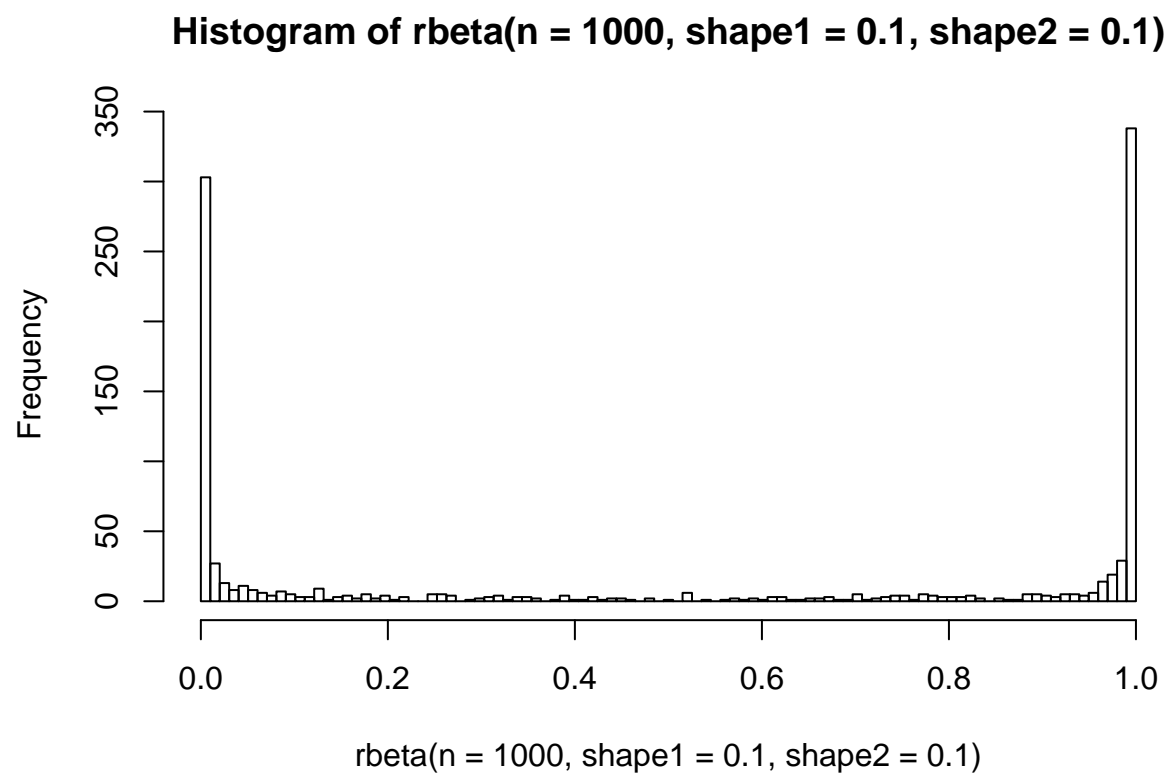 Histogram of rbeta(n = 1000, shape1 = 0.1, shape2 = 0.1)
Frequency
350
250
150
50
0
0.0 0.2 0.4 0.6 0.8 1.0
rbeta(n = 1000, shape1 = 0.1, shape2 = 0.1)